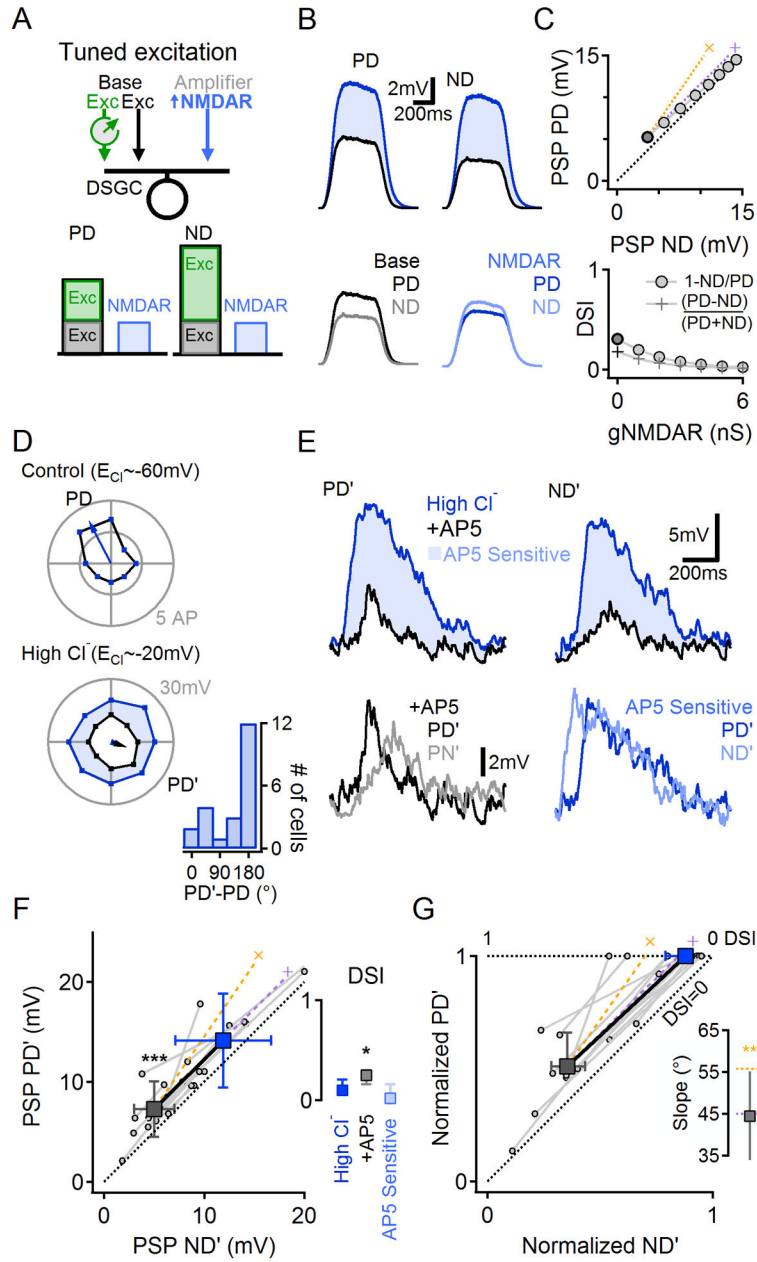 A
Tuned excitation
Base
Amplifier
Exc Exc
↑NMDAR
DSGC
PD
ND
Exc
NMDAR
Exc
Exc
NMDAR
Exc
B
PD
ND
2mV
200ms
Base
PD
ND
NMDAR
PD
ND
C
15
PSP PD (mV)
0
0
15
PSP ND (mV)
1
DSI
0
1-ND/PD
(PD-ND)
(PD+ND)
0
6
gNMDAR (nS)
D
Control (ECl~-60mV)
PD
5 AP
High Cl-(ECl~-20mV)
30mV
PD'
12
6
0
# of cells
0 90 180
PD'-PD (°)
E
PD'
High Cl-
+AP5
AP5 Sensitive
ND'
5mV
200ms
+AP5
PD'
PN'
2mV
AP5 Sensitive
PD'
ND'
F
20
10
0
PSP PD' (mV)
***
0
10
20
PSP ND' (mV)
DSI
1
0
*
High Cl-
+AP5
AP5 Sensitive
G
1
0 DSI
1
0
Normalized PD'
DSI=0
0
1
Normalized ND'
65
55
45
35
Slope (°)
**